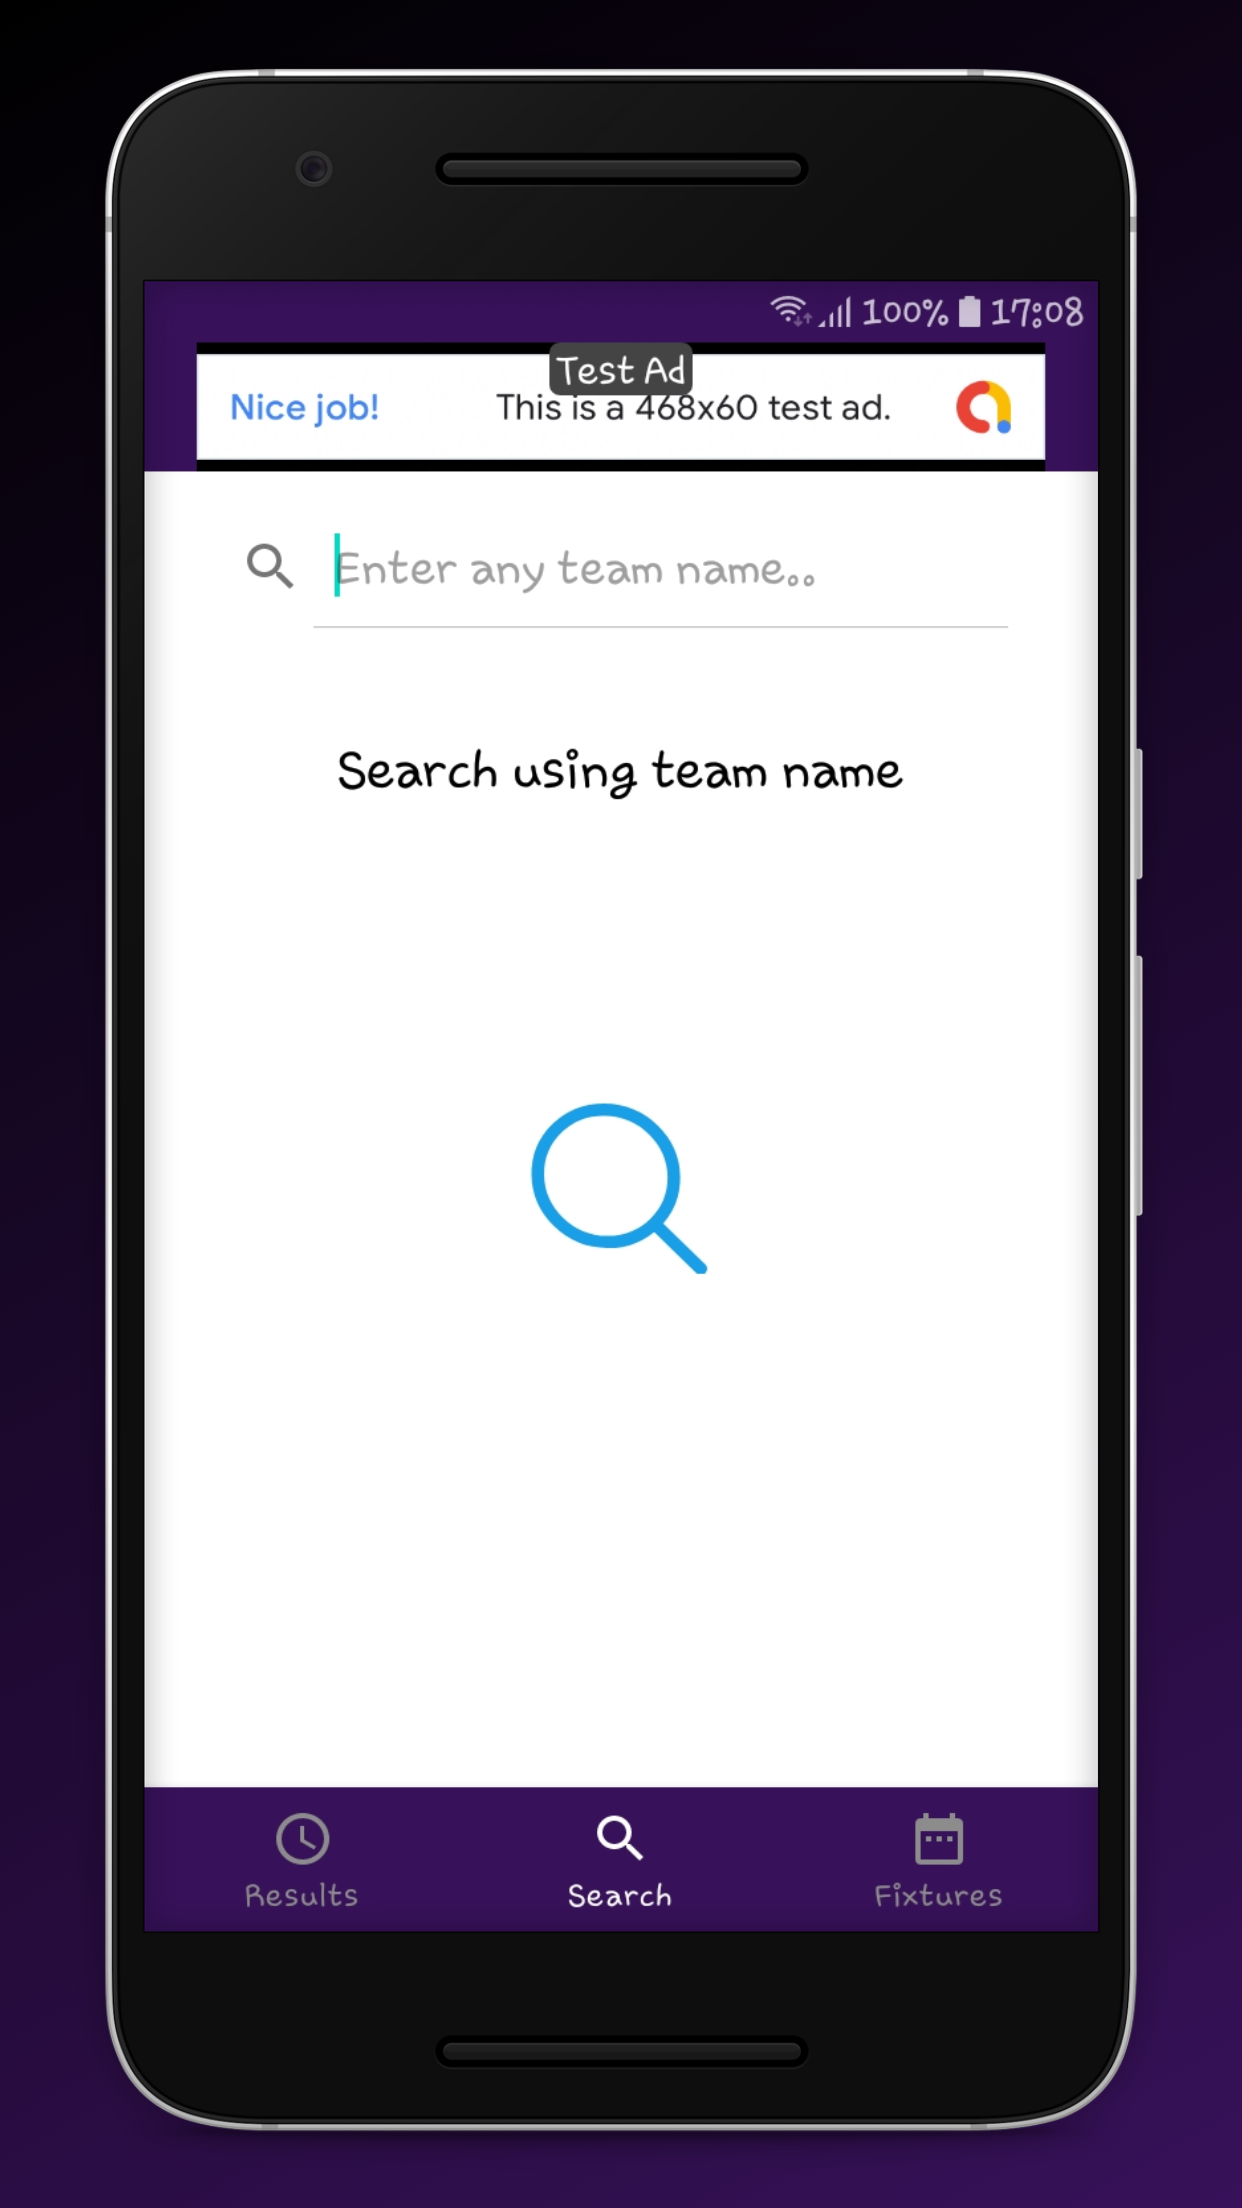 100% 17:08
Test Ad
Nice job! This is a 468x60 test ad.
Enter any team name..
Search using team name
Results Search Fixtures